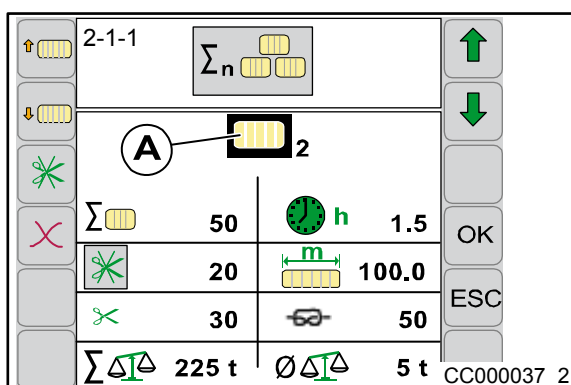 2-1-1
Σn
A
2
Σ 50
h 1.5
20
m 100.0
30
50
Σ 225 t
Ø 5 t
OK
ESC
CC000037_2